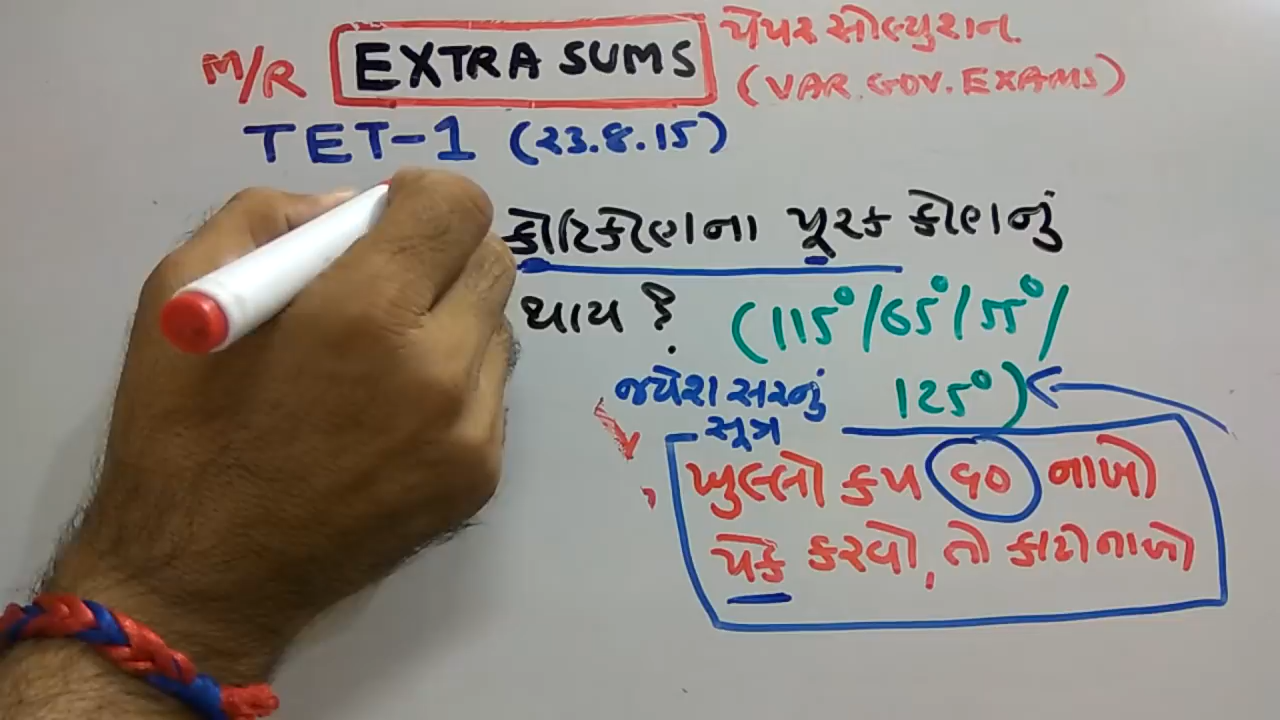 M/R EXTRA SUMS પેપર સોલ્યુશન.
(VAR. GOV. EXAMS)
TET-1 (23.8.15)
કોટિકોણના પૂરક કોણનું
થાય ?
(115°/65°/55°/
125°)
જયેશ સરનું
સૂત્ર
ખુલ્લો કપ ૯૦ નાખો
પેક કરવો, તો કાઢી નાખો